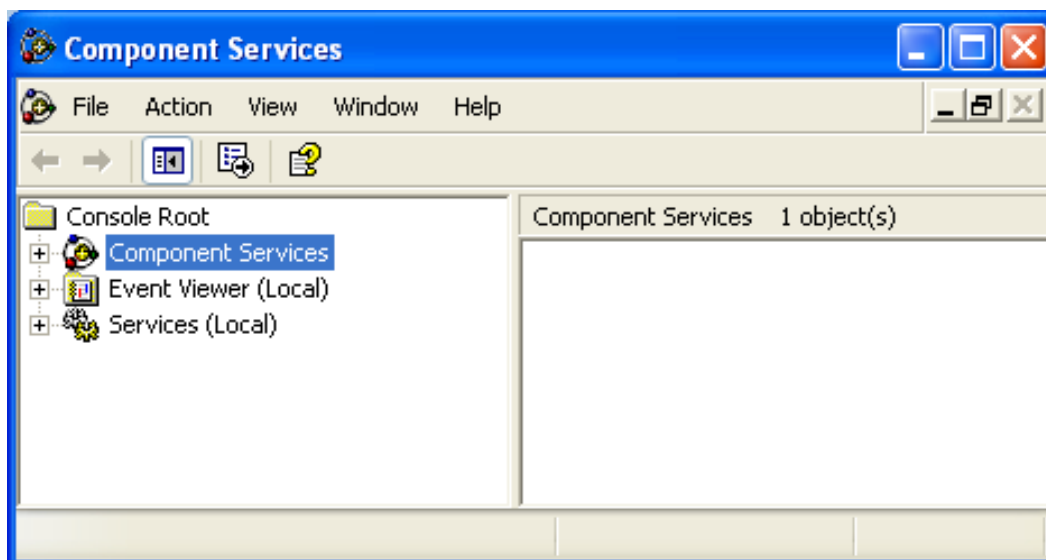 Component Services
File Action View Window Help
Console Root
Component Services
Event Viewer (Local)
Services (Local)
Component Services 1 object(s)